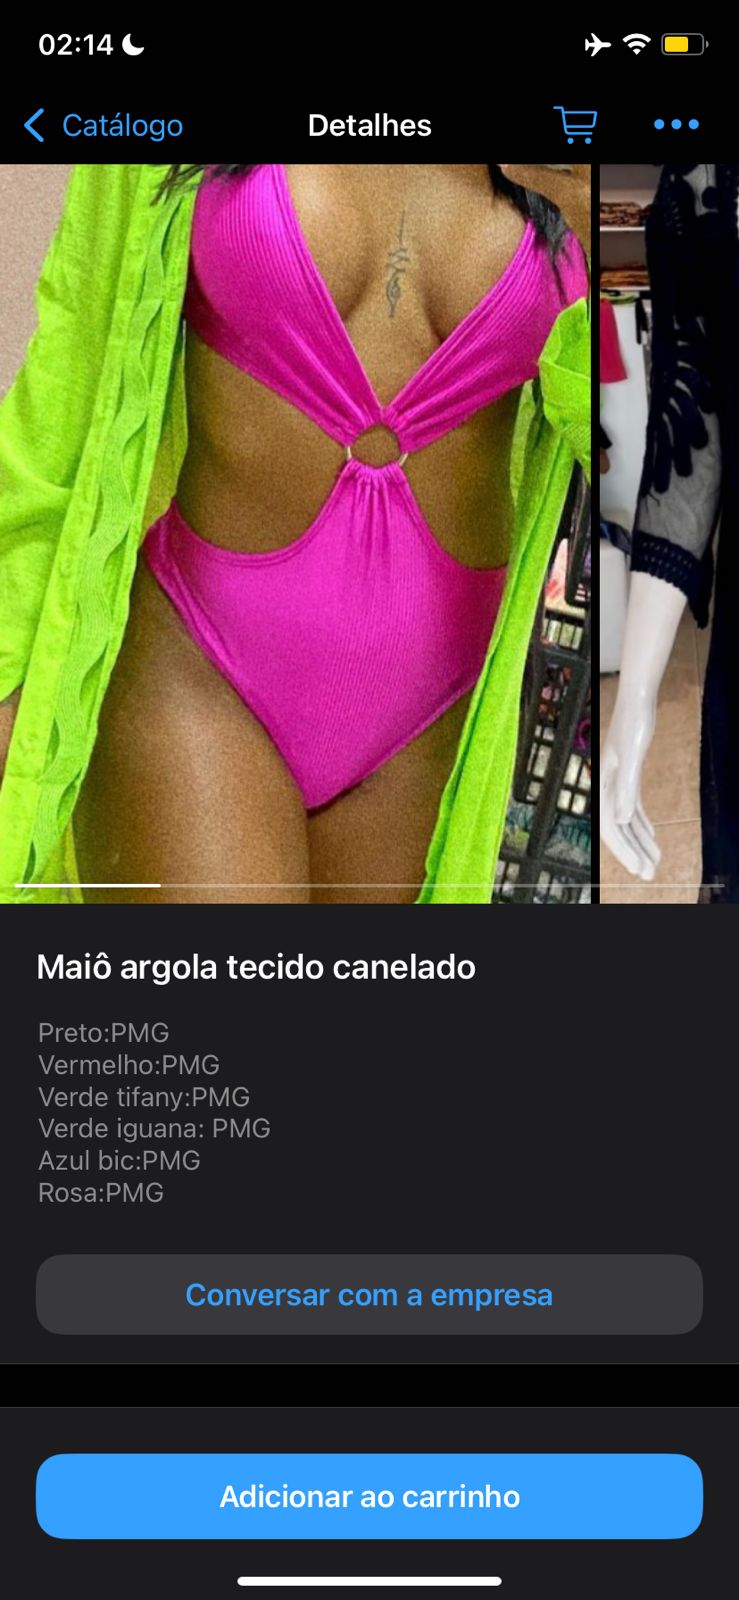 02:14
Catálogo
Detalhes
Maiô argola tecido canelado
Preto:PMG
Vermelho:PMG
Verde tifany:PMG
Verde iguana: PMG
Azul bic:PMG
Rosa:PMG
Conversar com a empresa
Adicionar ao carrinho